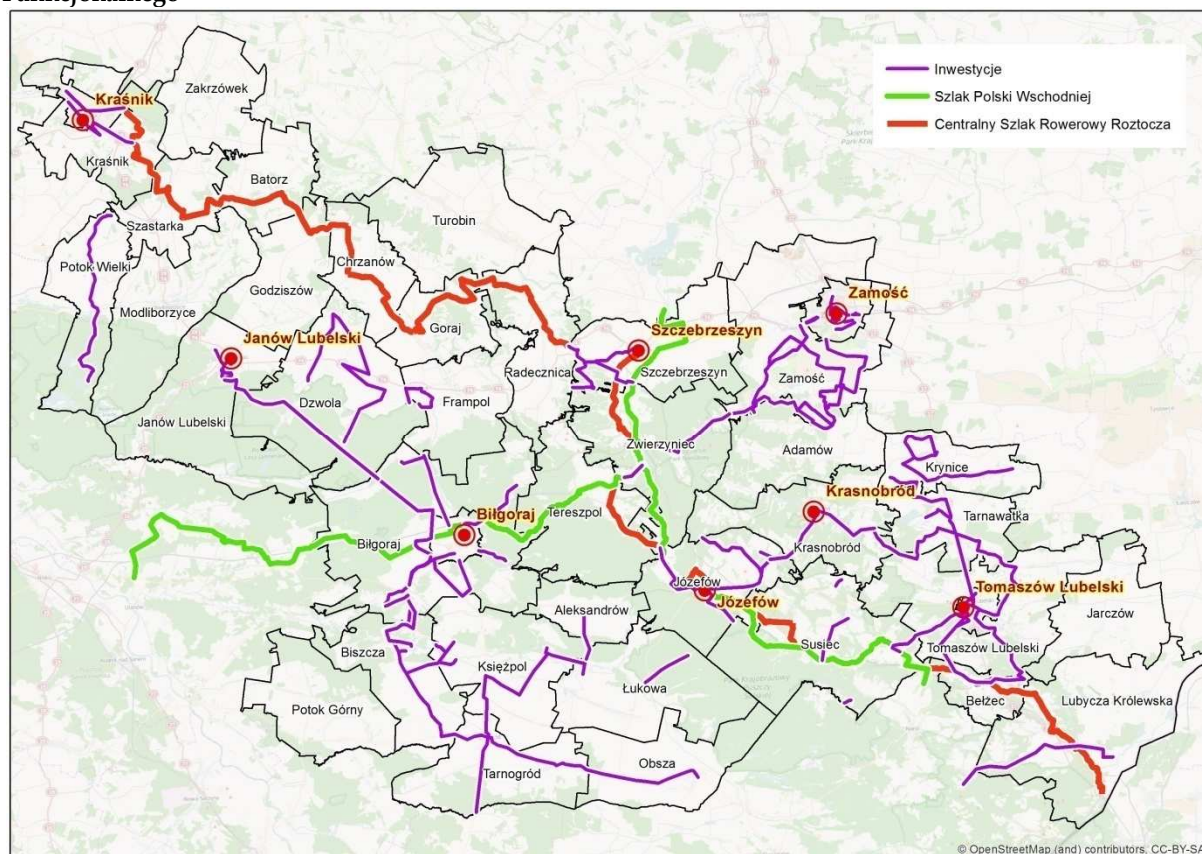 Inwestycje
Szlak Polski Wschodniej
Centralny Szlak Rowerowy Roztocza
Zakrzówek
Kraśnik
Kraśnik
Batorz
Szastarka
Turobin
Potok Wielki
Chrzanów
Godziszów
Modliborzyce
Goraj
Zamość
Szczebrzeszyn
Janów Lubelski
Radecznica
Szczebrzeszyn
Zamość
Dzwola
Frampol
Janów Lubelski
Zwierzyniec
Adamów
Krynice
Krasnobród
Biłgoraj
Tereszpol
Tarnawatka
Biłgoraj
Krasnobród
Józefów
Tomaszów Lubelski
Józefów
Aleksandrów
Jarczów
Susiec
Biszcza
Tomaszów Lubelski
Księżpol
Łukowa
Bełżec
Lubycza Królewska
Potok Górny
Obsza
Tarnogród
© OpenStreetMap (and) contributors, CC-BY-SA